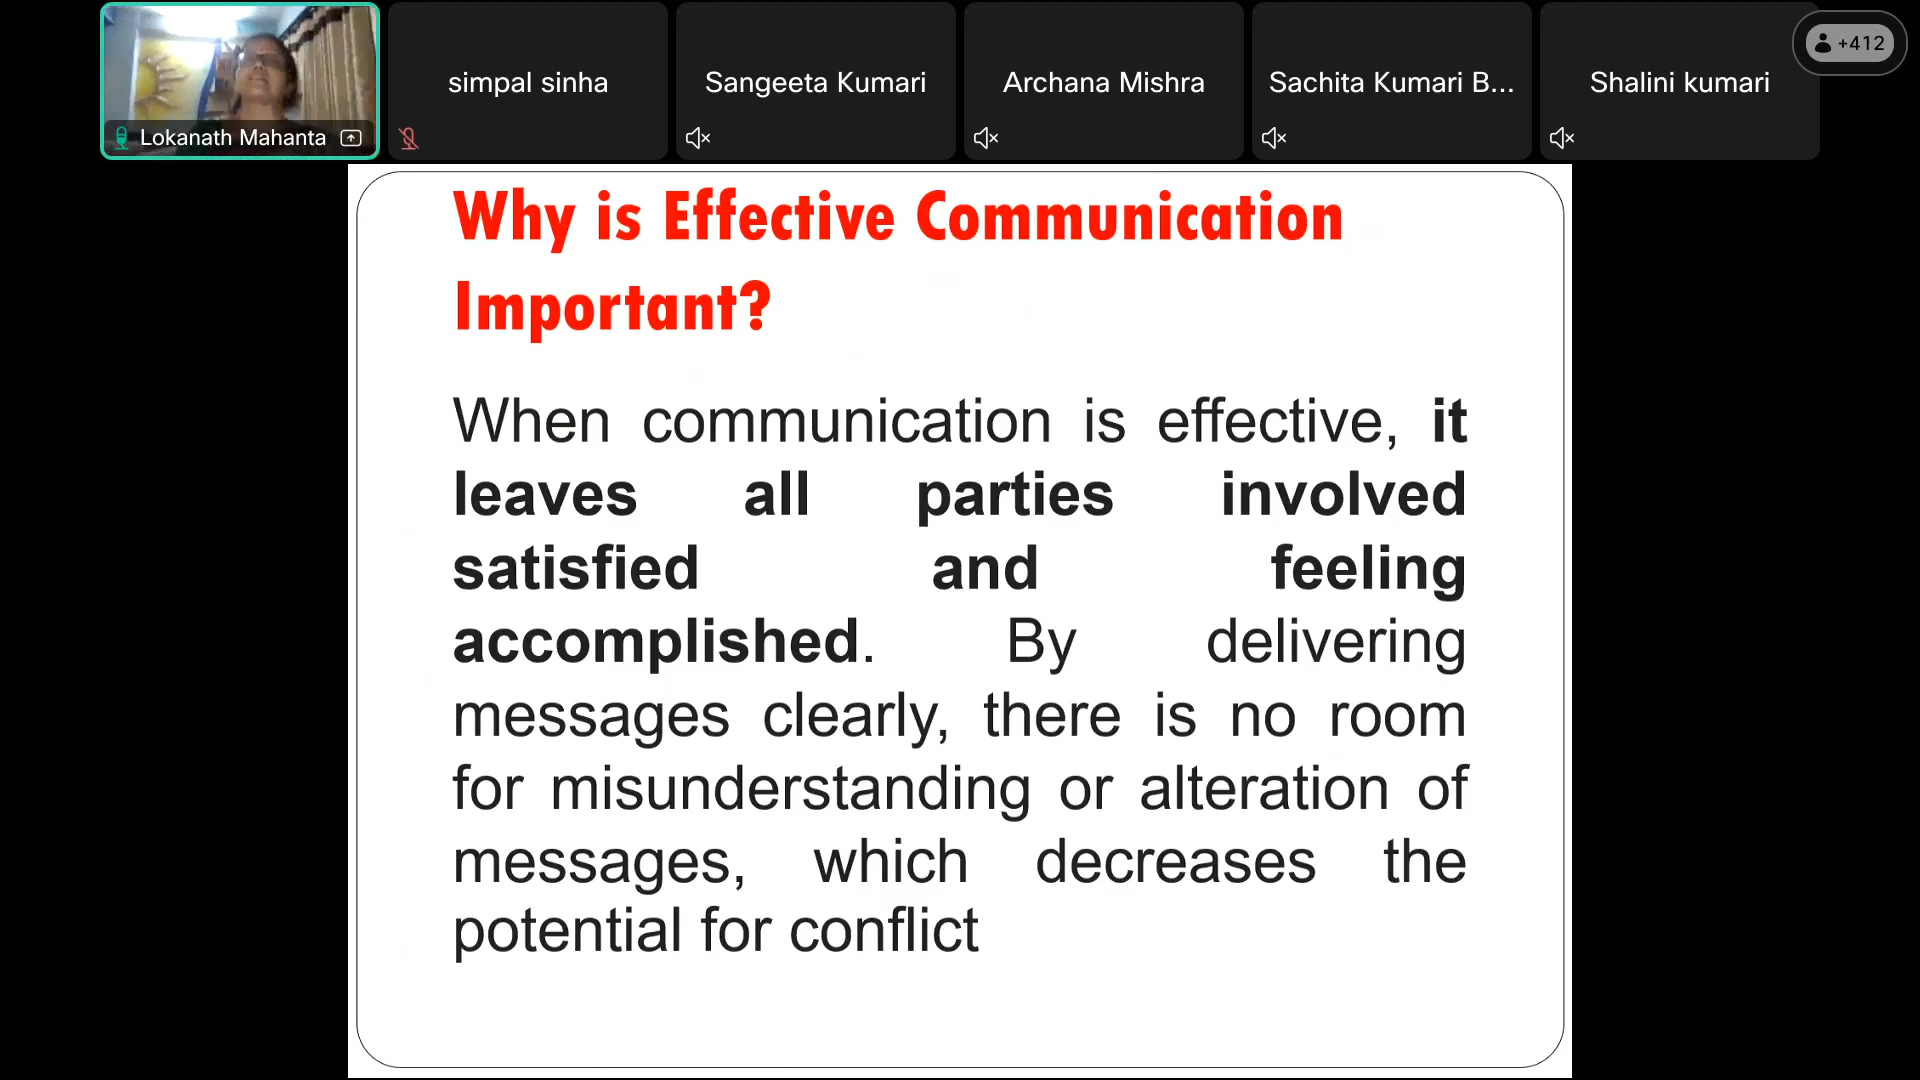 Lokanath Mahanta
simpal sinha
Sangeeta Kumari
Archana Mishra
Sachita Kumari B...
Shalini kumari
+412
Why is Effective Communication
Important?
When communication is effective, it
leaves all parties involved
satisfied and feeling
accomplished. By delivering
messages clearly, there is no room
for misunderstanding or alteration of
messages, which decreases the
potential for conflict